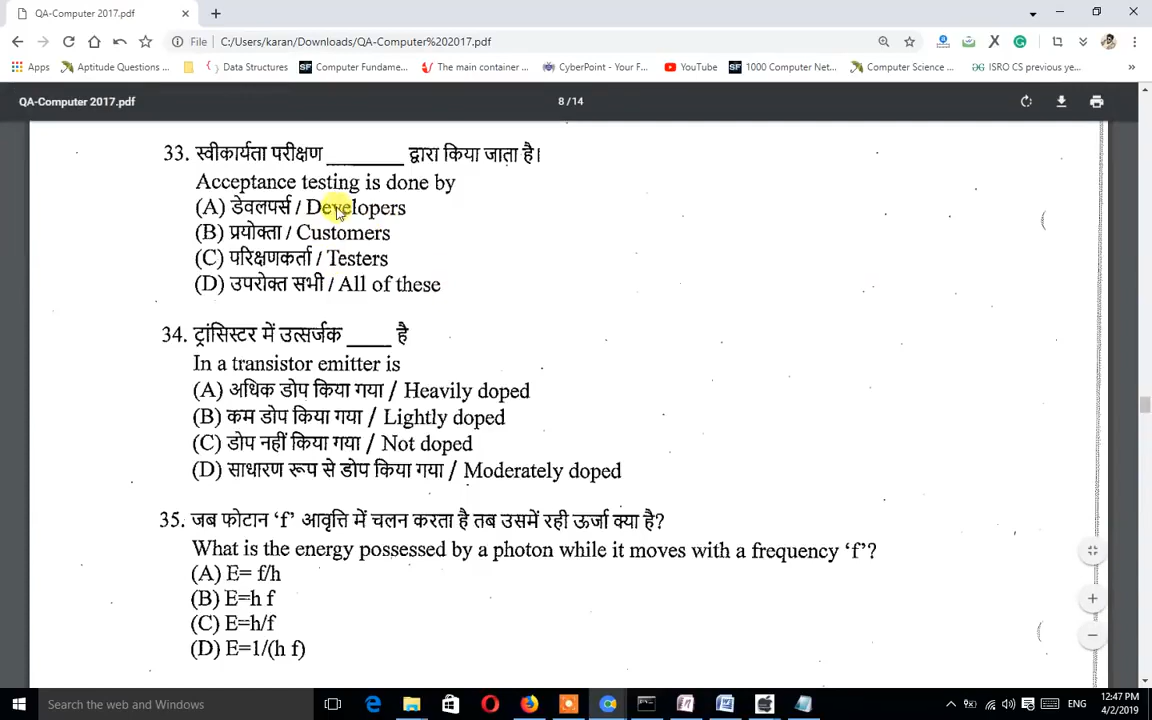 QA-Computer 2017.pdf
File C:/Users/karan/Downloads/QA-Computer%202017.pdf
Apps Aptitude Questions ... Data Structures SF Computer Fundame... The main container ... CyberPoint - Your F... YouTube SF 1000 Computer Net... Computer Science ... ISRO CS previous ye... »
QA-Computer 2017.pdf 8 / 14
33. स्वीकार्यता परीक्षण ________ द्वारा किया जाता है।
Acceptance testing is done by
(A) डेवलपर्स / Developers
(B) प्रयोक्ता / Customers
(C) परिक्षणकर्ता / Testers
(D) उपरोक्त सभी / All of these
34. ट्रांसिस्टर में उत्सर्जक _____ है
In a transistor emitter is
(A) अधिक डोप किया गया / Heavily doped
(B) कम डोप किया गया / Lightly doped
(C) डोप नहीं किया गया / Not doped
(D) साधारण रूप से डोप किया गया / Moderately doped
35. जब फोटान 'f' आवृत्ति में चलन करता है तब उसमें रही ऊर्जा क्या है?
What is the energy possessed by a photon while it moves with a frequency 'f'?
(A) E= f/h
(B) E=h f
(C) E=h/f
(D) E=1/(h f)
Search the web and Windows
ENG
12:47 PM
4/2/2019